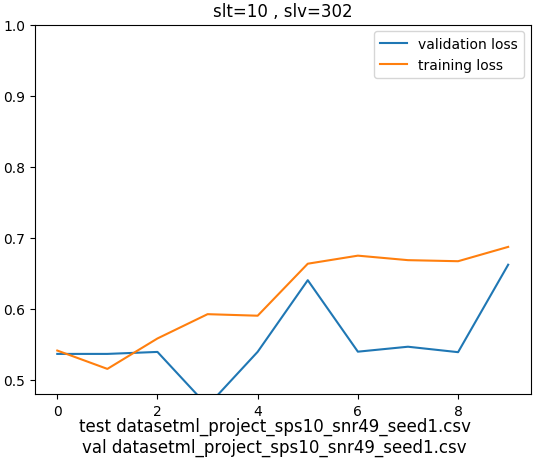 slt=10 , slv=302
1.0
validation loss
training loss
0.9
0.8
0.7
0.6
0.5
0 2 4 6 8
test datasetml_project_sps10_snr49_seed1.csv
val datasetml_project_sps10_snr49_seed1.csv